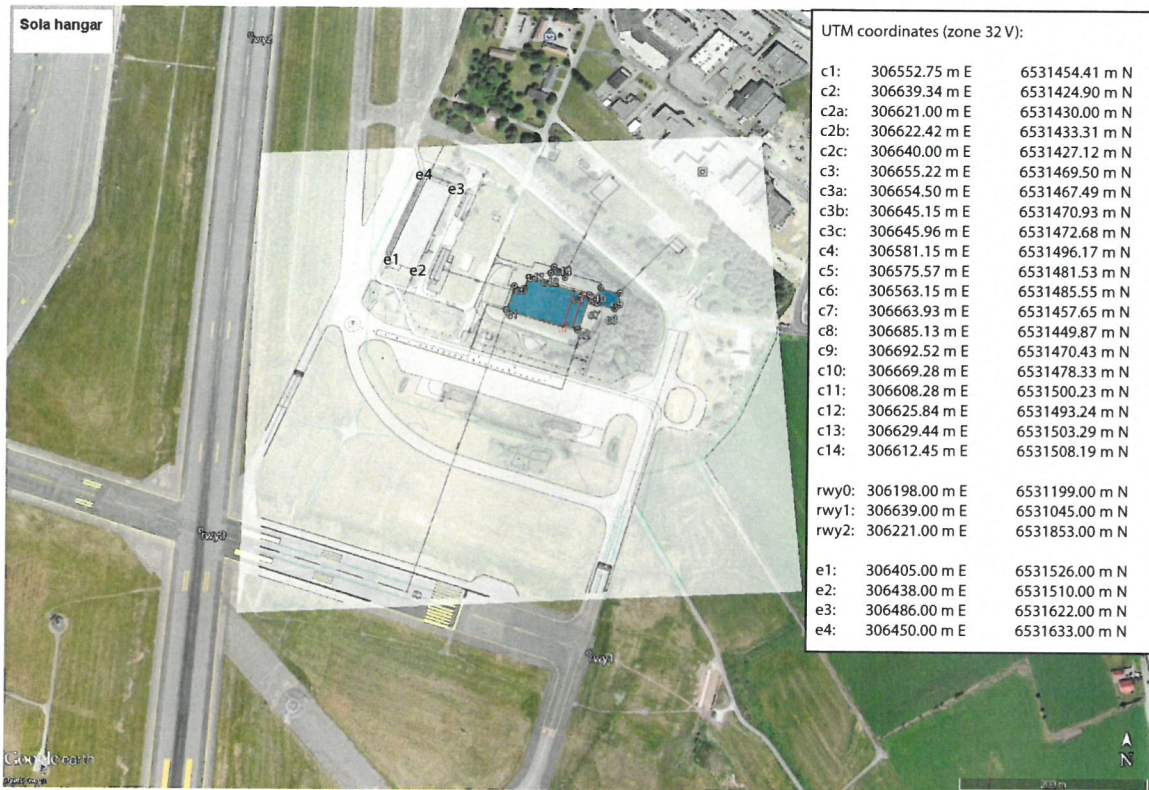 Sola hangar
UTM coordinates (zone 32 V):
c1: 306552.75 m E 6531454.41 m N
c2: 306639.34 m E 6531424.90 m N
c2a: 306621.00 m E 6531430.00 m N
c2b: 306622.42 m E 6531433.31 m N
c2c: 306640.00 m E 6531427.12 m N
c3: 306655.22 m E 6531469.50 m N
c3a: 306654.50 m E 6531467.49 m N
c3b: 306645.15 m E 6531470.93 m N
c3c: 306645.96 m E 6531472.68 m N
c4: 306581.15 m E 6531496.17 m N
c5: 306575.57 m E 6531481.53 m N
c6: 306563.15 m E 6531485.55 m N
c7: 306663.93 m E 6531457.65 m N
c8: 306685.13 m E 6531449.87 m N
c9: 306692.52 m E 6531470.43 m N
c10: 306669.28 m E 6531478.33 m N
c11: 306608.28 m E 6531500.23 m N
c12: 306625.84 m E 6531493.24 m N
c13: 306629.44 m E 6531503.29 m N
c14: 306612.45 m E 6531508.19 m N
rwy0: 306198.00 m E 6531199.00 m N
rwy1: 306639.00 m E 6531045.00 m N
rwy2: 306221.00 m E 6531853.00 m N
e1: 306405.00 m E 6531526.00 m N
e2: 306438.00 m E 6531510.00 m N
e3: 306486.00 m E 6531622.00 m N
e4: 306450.00 m E 6531633.00 m N
rwy2
e4
e3
e1
e2
rwy0
rwy1
Google earth
N